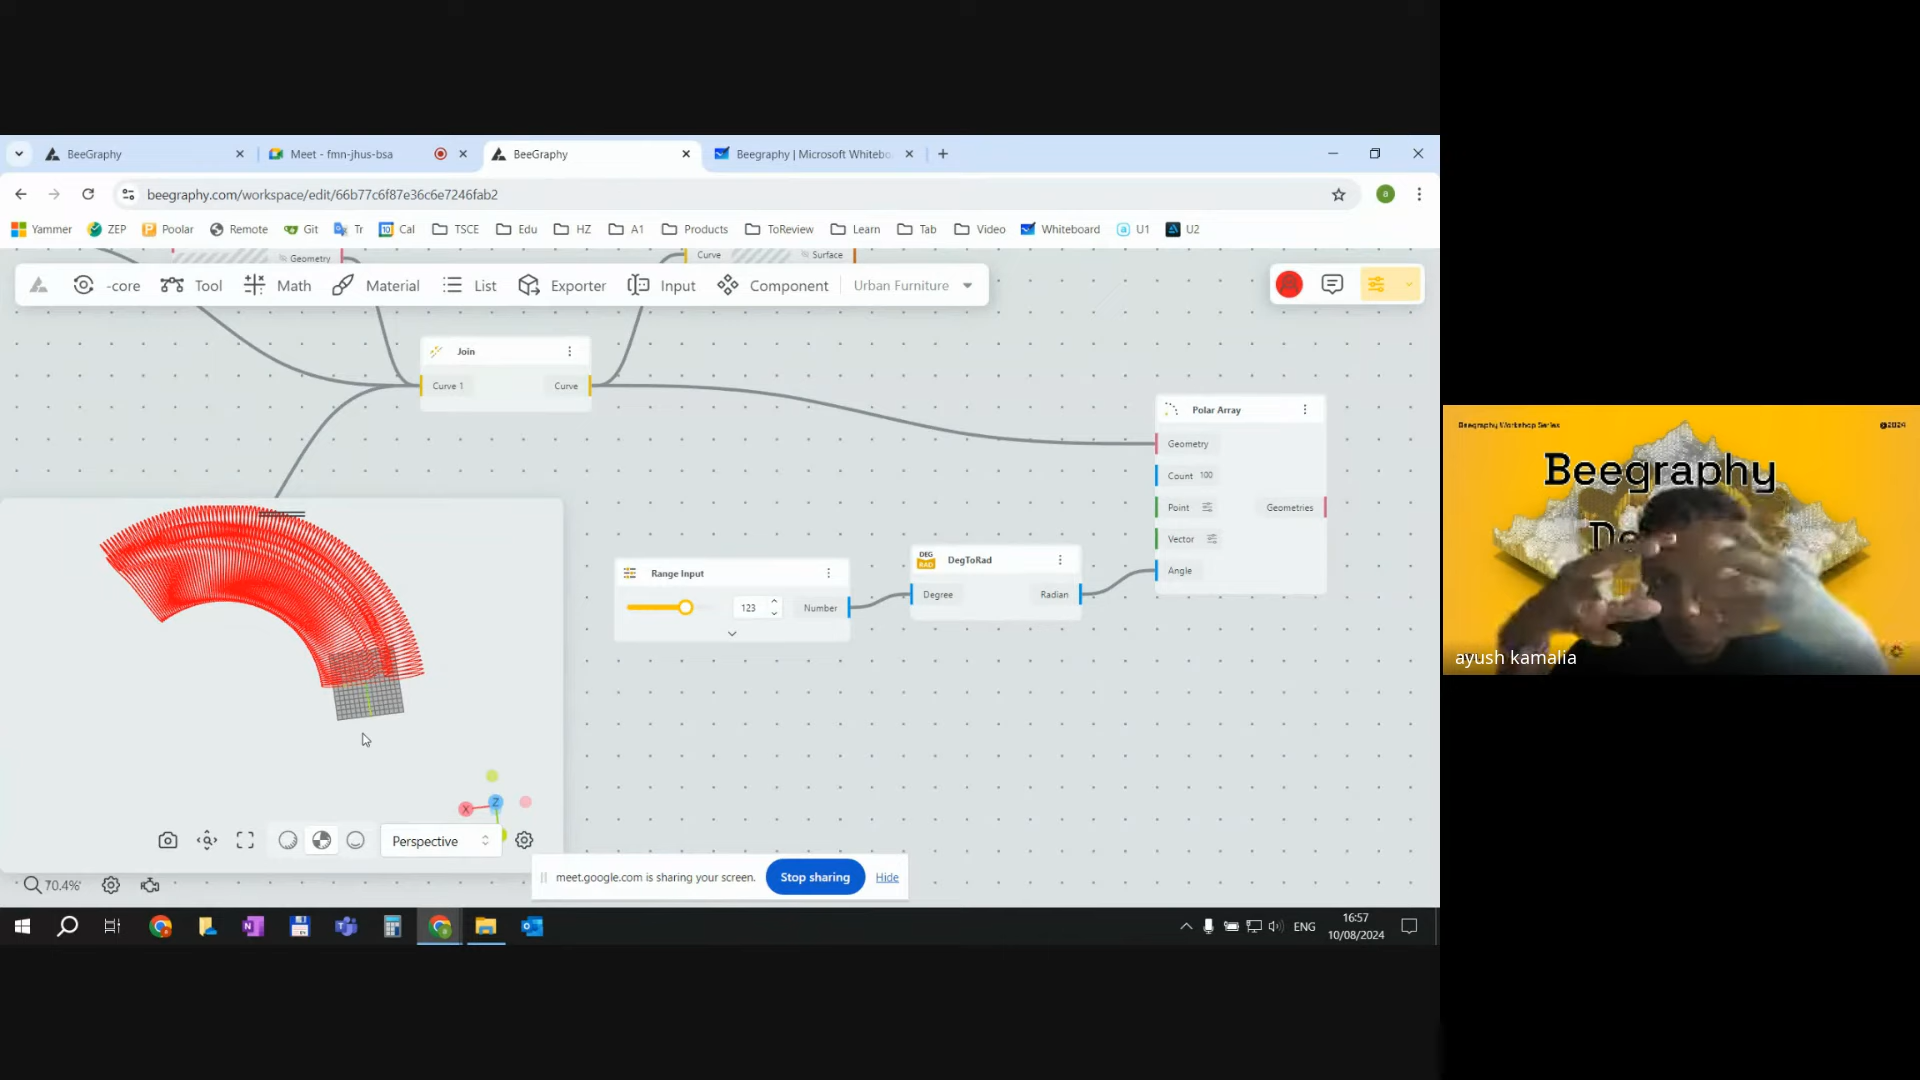 BeeGraphy
Meet - fmn-jhus-bsa
BeeGraphy
Beegraphy | Microsoft Whitebo
beegraphy.com/workspace/edit/66b77c6f87e36c6e7246fab2
Yammer
ZEP
Poolar
Remote
Git
Tr
Cal
TSCE
Edu
HZ
A1
Products
ToReview
Learn
Tab
Video
Whiteboard
U1
U2
Geometry
Curve
Surface
-core
Tool
Math
Material
List
Exporter
Input
Component
Urban Furniture
Join
Curve 1
Curve
Polar Array
Geometry
Count 100
Point
Geometries
Vector
Angle
Range Input
123
Number
DEG
RAD
DegToRad
Degree
Radian
X
Z
Perspective
70.4%
meet.google.com is sharing your screen.
Stop sharing
Hide
ENG
16:57
10/08/2024
Beegraphy Workshop Series
©2024
Beegraphy
ayush kamalia